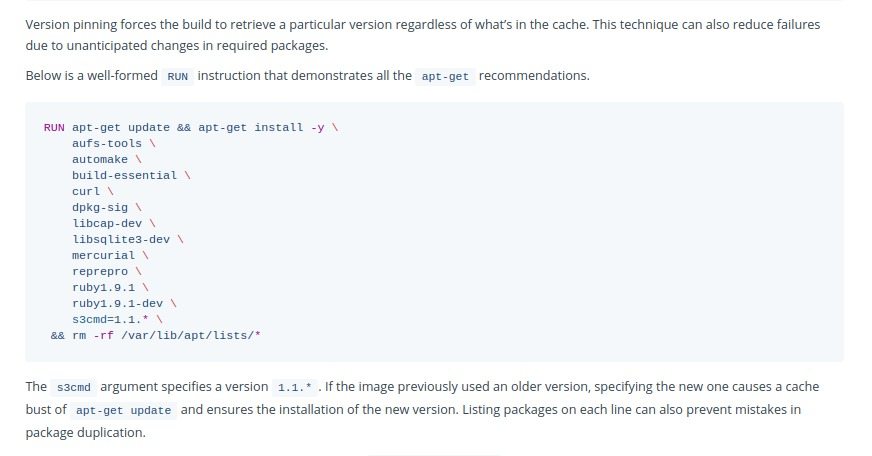 Version pinning forces the build to retrieve a particular version regardless of what’s in the cache. This technique can also reduce failures
due to unanticipated changes in required packages.
Below is a well-formed RUN instruction that demonstrates all the apt-get recommendations.
RUN apt-get update && apt-get install -y \
    aufs-tools \
    automake \
    build-essential \
    curl \
    dpkg-sig \
    libcap-dev \
    libsqlite3-dev \
    mercurial \
    reprepro \
    ruby1.9.1 \
    ruby1.9.1-dev \
    s3cmd=1.1.* \
 && rm -rf /var/lib/apt/lists/*
The s3cmd argument specifies a version 1.1.* . If the image previously used an older version, specifying the new one causes a cache
bust of apt-get update and ensures the installation of the new version. Listing packages on each line can also prevent mistakes in
package duplication.